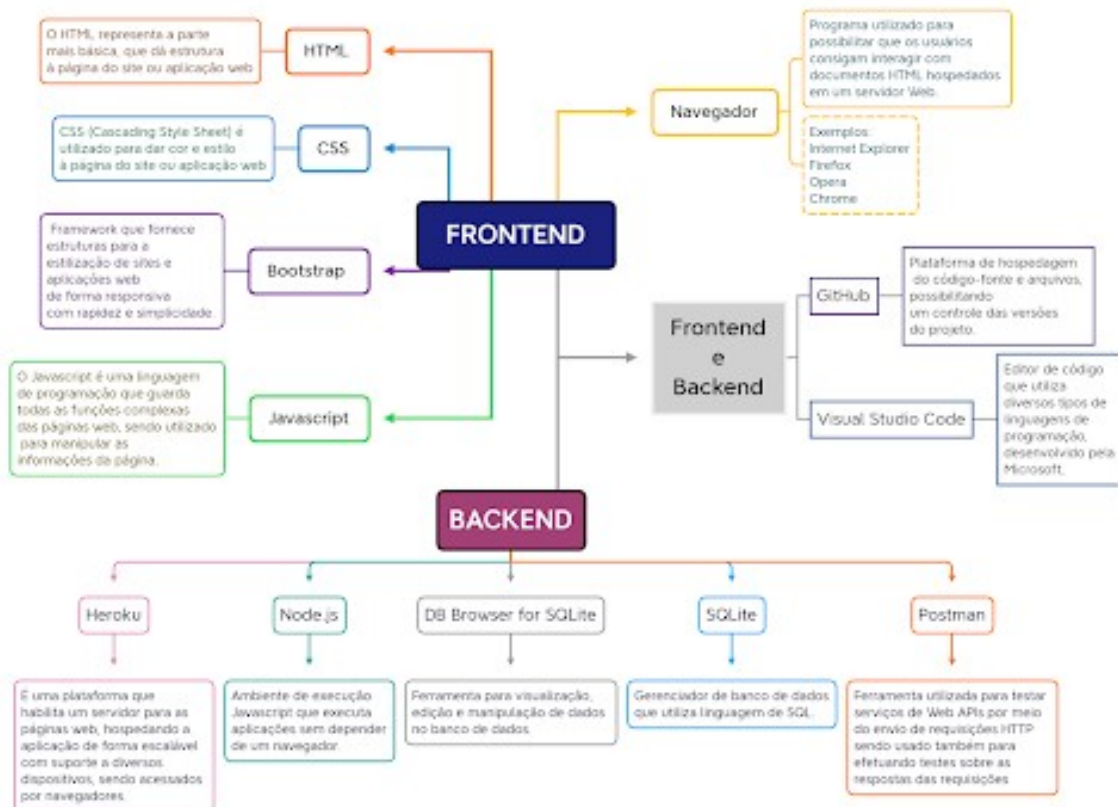 O HTML representa a parte
mais básica, que dá estrutura
à página do site ou aplicação web
HTML
CSS (Cascading Style Sheet) é
utilizado para dar cor e estilo
à página do site ou aplicação web
CSS
Framework que fornece
estruturas para a
estilização de sites e
aplicações web
de forma responsiva
com rapidez e simplicidade.
Bootstrap
O Javascript é uma linguagem
de programação que guarda
todas as funções complexas
das páginas web, sendo utilizado
para manipular as
informações da página.
Javascript
FRONTEND
Navegador
Programa utilizado para
possibilitar que os usuários
consigam interagir com
documentos HTML hospedados
em um servidor Web.
Exemplos:
Internet Explorer
Firefox
Opera
Chrome
Frontend
e
Backend
GitHub
Plataforma de hospedagem
do código-fonte e arquivos,
possibilitando
um controle das versões
do projeto.
Visual Studio Code
Editor de código
que utiliza
diversos tipos de
linguagens de
programação,
desenvolvido pela
Microsoft.
BACKEND
Heroku
É uma plataforma que
habilita um servidor para as
páginas web, hospedando a
aplicação de forma escalável
com suporte a diversos
dispositivos, sendo acessados
por navegadores.
Node.js
Ambiente de execução
Javascript que executa
aplicações sem depender
de um navegador.
DB Browser for SQLite
Ferramenta para visualização,
edição e manipulação de dados
no banco de dados
SQLite
Gerenciador de banco de dados
que utiliza linguagem de SQL.
Postman
Ferramenta utilizada para testar
serviços de Web APIs por meio
do envio de requisições HTTP
sendo usado também para
efetuando testes sobre as
respostas das requisições